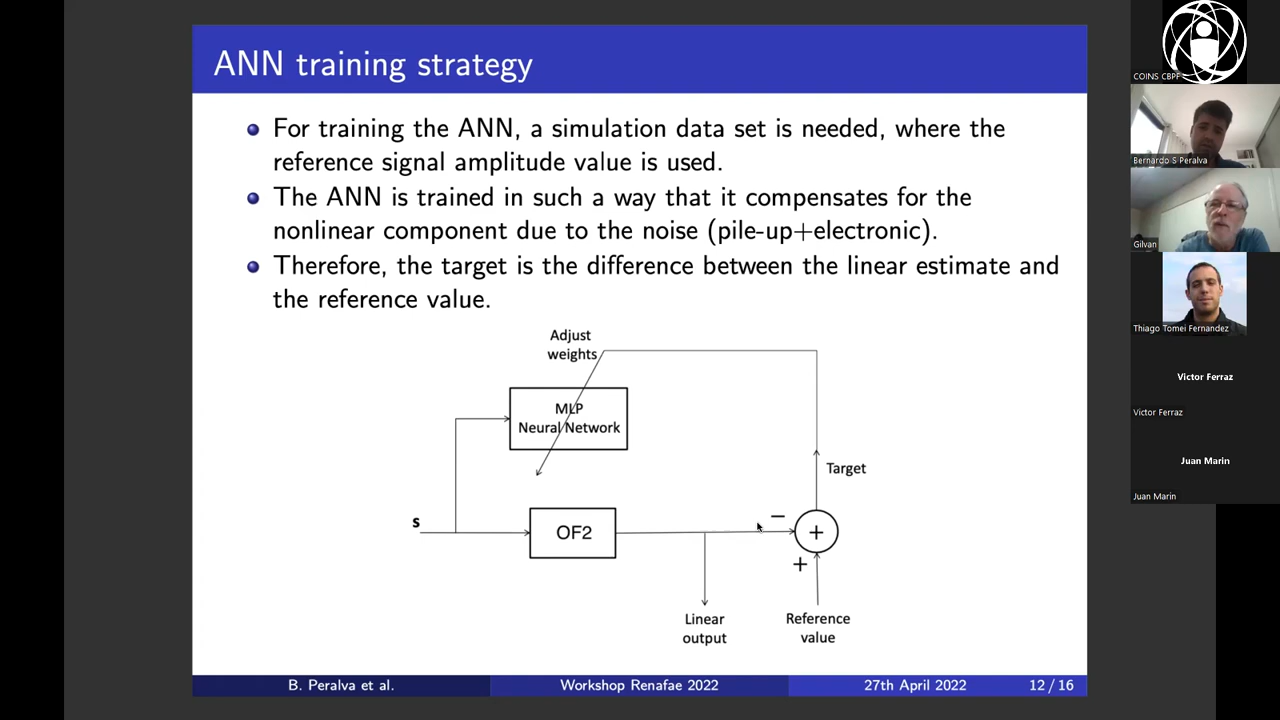 ANN training strategy
For training the ANN, a simulation data set is needed, where the
reference signal amplitude value is used.
The ANN is trained in such a way that it compensates for the
nonlinear component due to the noise (pile-up+electronic).
Therefore, the target is the difference between the linear estimate and
the reference value.
Adjust
weights
MLP
Neural Network
Target
s
OF2
−
+
+
Linear
output
Reference
value
B. Peralva et al.
Workshop Renafae 2022
27th April 2022
12 / 16
COINS CBPF
Bernardo S Peralva
Gilvan
Thiago Tomei Fernandez
Victor Ferraz
Victor Ferraz
Juan Marin
Juan Marin